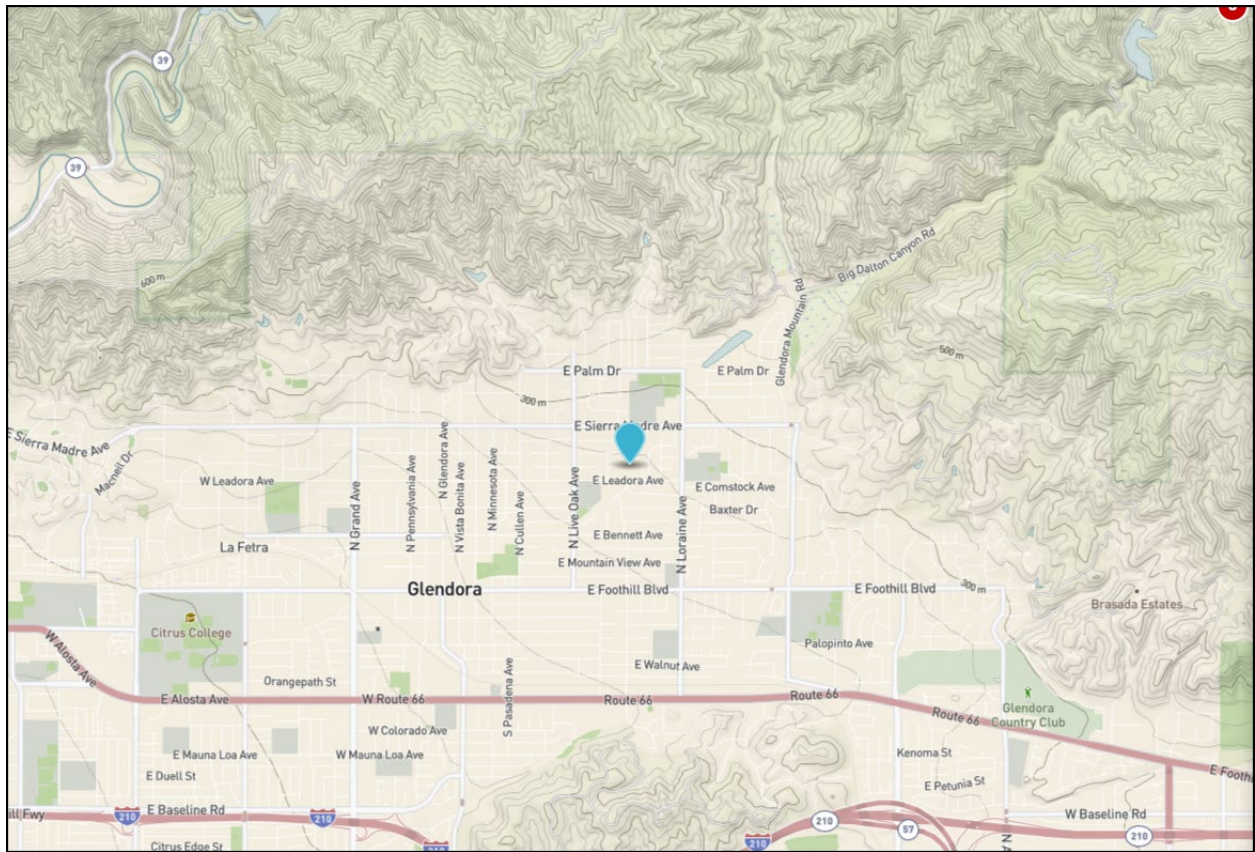 39
39
Big Dalton Canyon Rd
600 m
Glendora Mountain Rd
500 m
E Palm Dr
E Palm Dr
300 m
E Sierra Madre Ave
E Sierra Madre Ave
Macneil Dr
W Leadora Ave
N Grand Ave
N Pennsylvania Ave
N Glendora Ave
N Vista Bonita Ave
N Minnesota Ave
N Cullen Ave
N Live Oak Ave
E Leadora Ave
N Loraine Ave
E Comstock Ave
Baxter Dr
La Fetra
E Bennett Ave
E Mountain View Ave
Glendora
E Foothill Blvd
E Foothill Blvd
300 m
Brasada Estates
Citrus College
W Alosta Ave
Palopinto Ave
E Walnut Ave
Orangepath St
S Pasadena Ave
E Alosta Ave
W Route 66
Route 66
Route 66
Route 66
Glendora
Country Club
W Colorado Ave
E Mauna Loa Ave
W Mauna Loa Ave
Kenoma St
E Duell St
E Petunia St
E Footh
E Baseline Rd
W Baseline Rd
ill Fwy
210
210
210
210
210
57
210
N A
Citrus Edge St